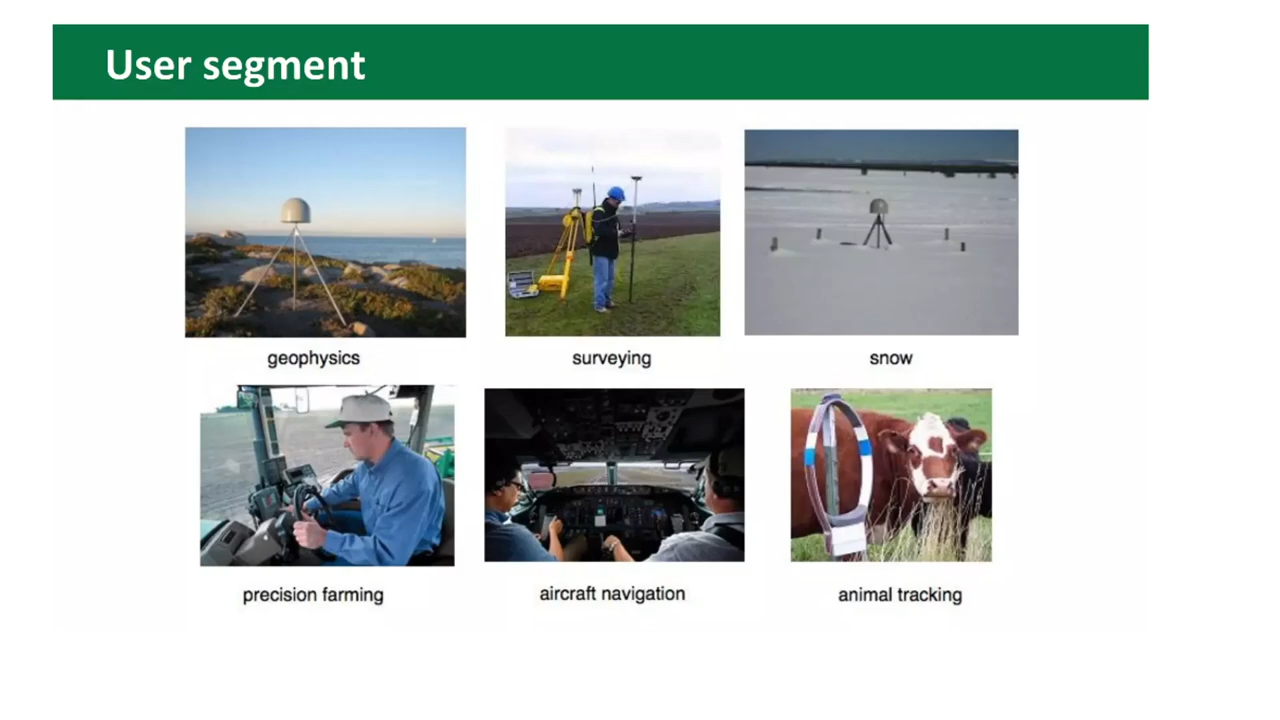 User segment
geophysics
surveying
snow
precision farming
aircraft navigation
animal tracking